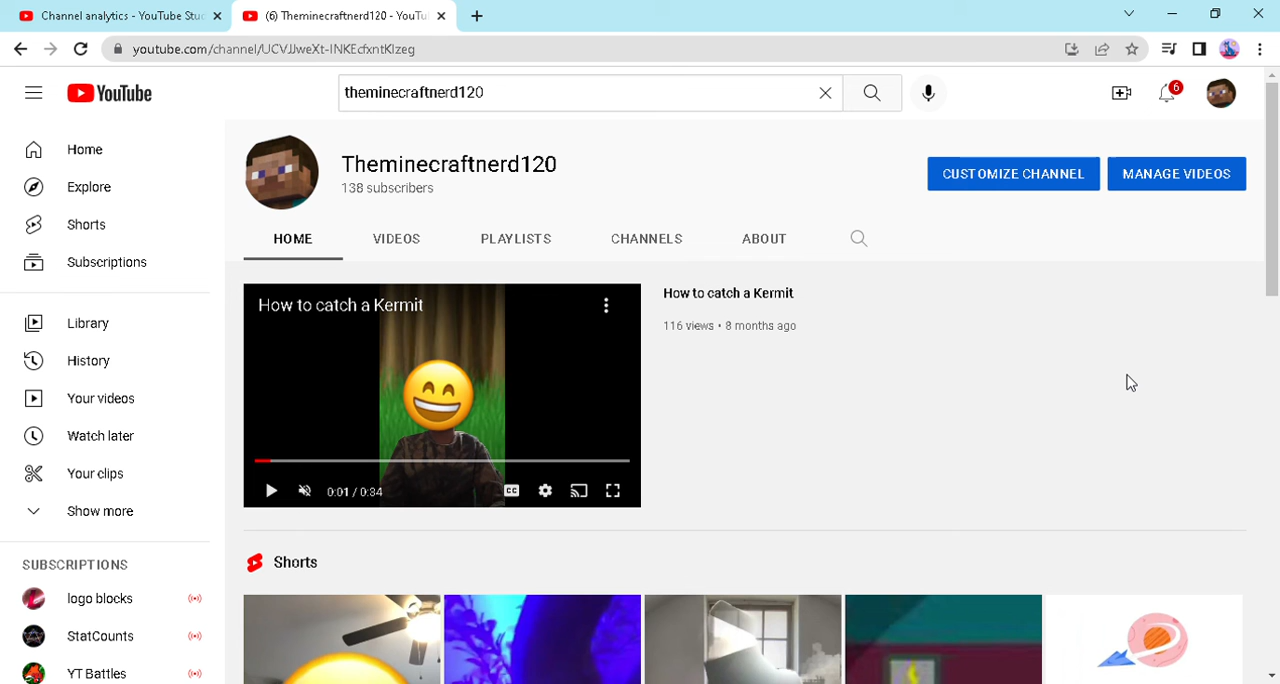 Channel analytics - YouTube Stud
(6) Theminecraftnerd120 - YouTu
youtube.com/channel/UCVJJweXt-INKEcfxntKIzeg
YouTube
theminecraftnerd120
6
Home
Explore
Shorts
Subscriptions
Library
History
Your videos
Watch later
Your clips
Show more
SUBSCRIPTIONS
logo blocks
StatCounts
YT Battles
Theminecraftnerd120
138 subscribers
CUSTOMIZE CHANNEL
MANAGE VIDEOS
HOME VIDEOS PLAYLISTS CHANNELS ABOUT
How to catch a Kermit
0:01 / 0:34
CC
How to catch a Kermit
116 views • 8 months ago
Shorts